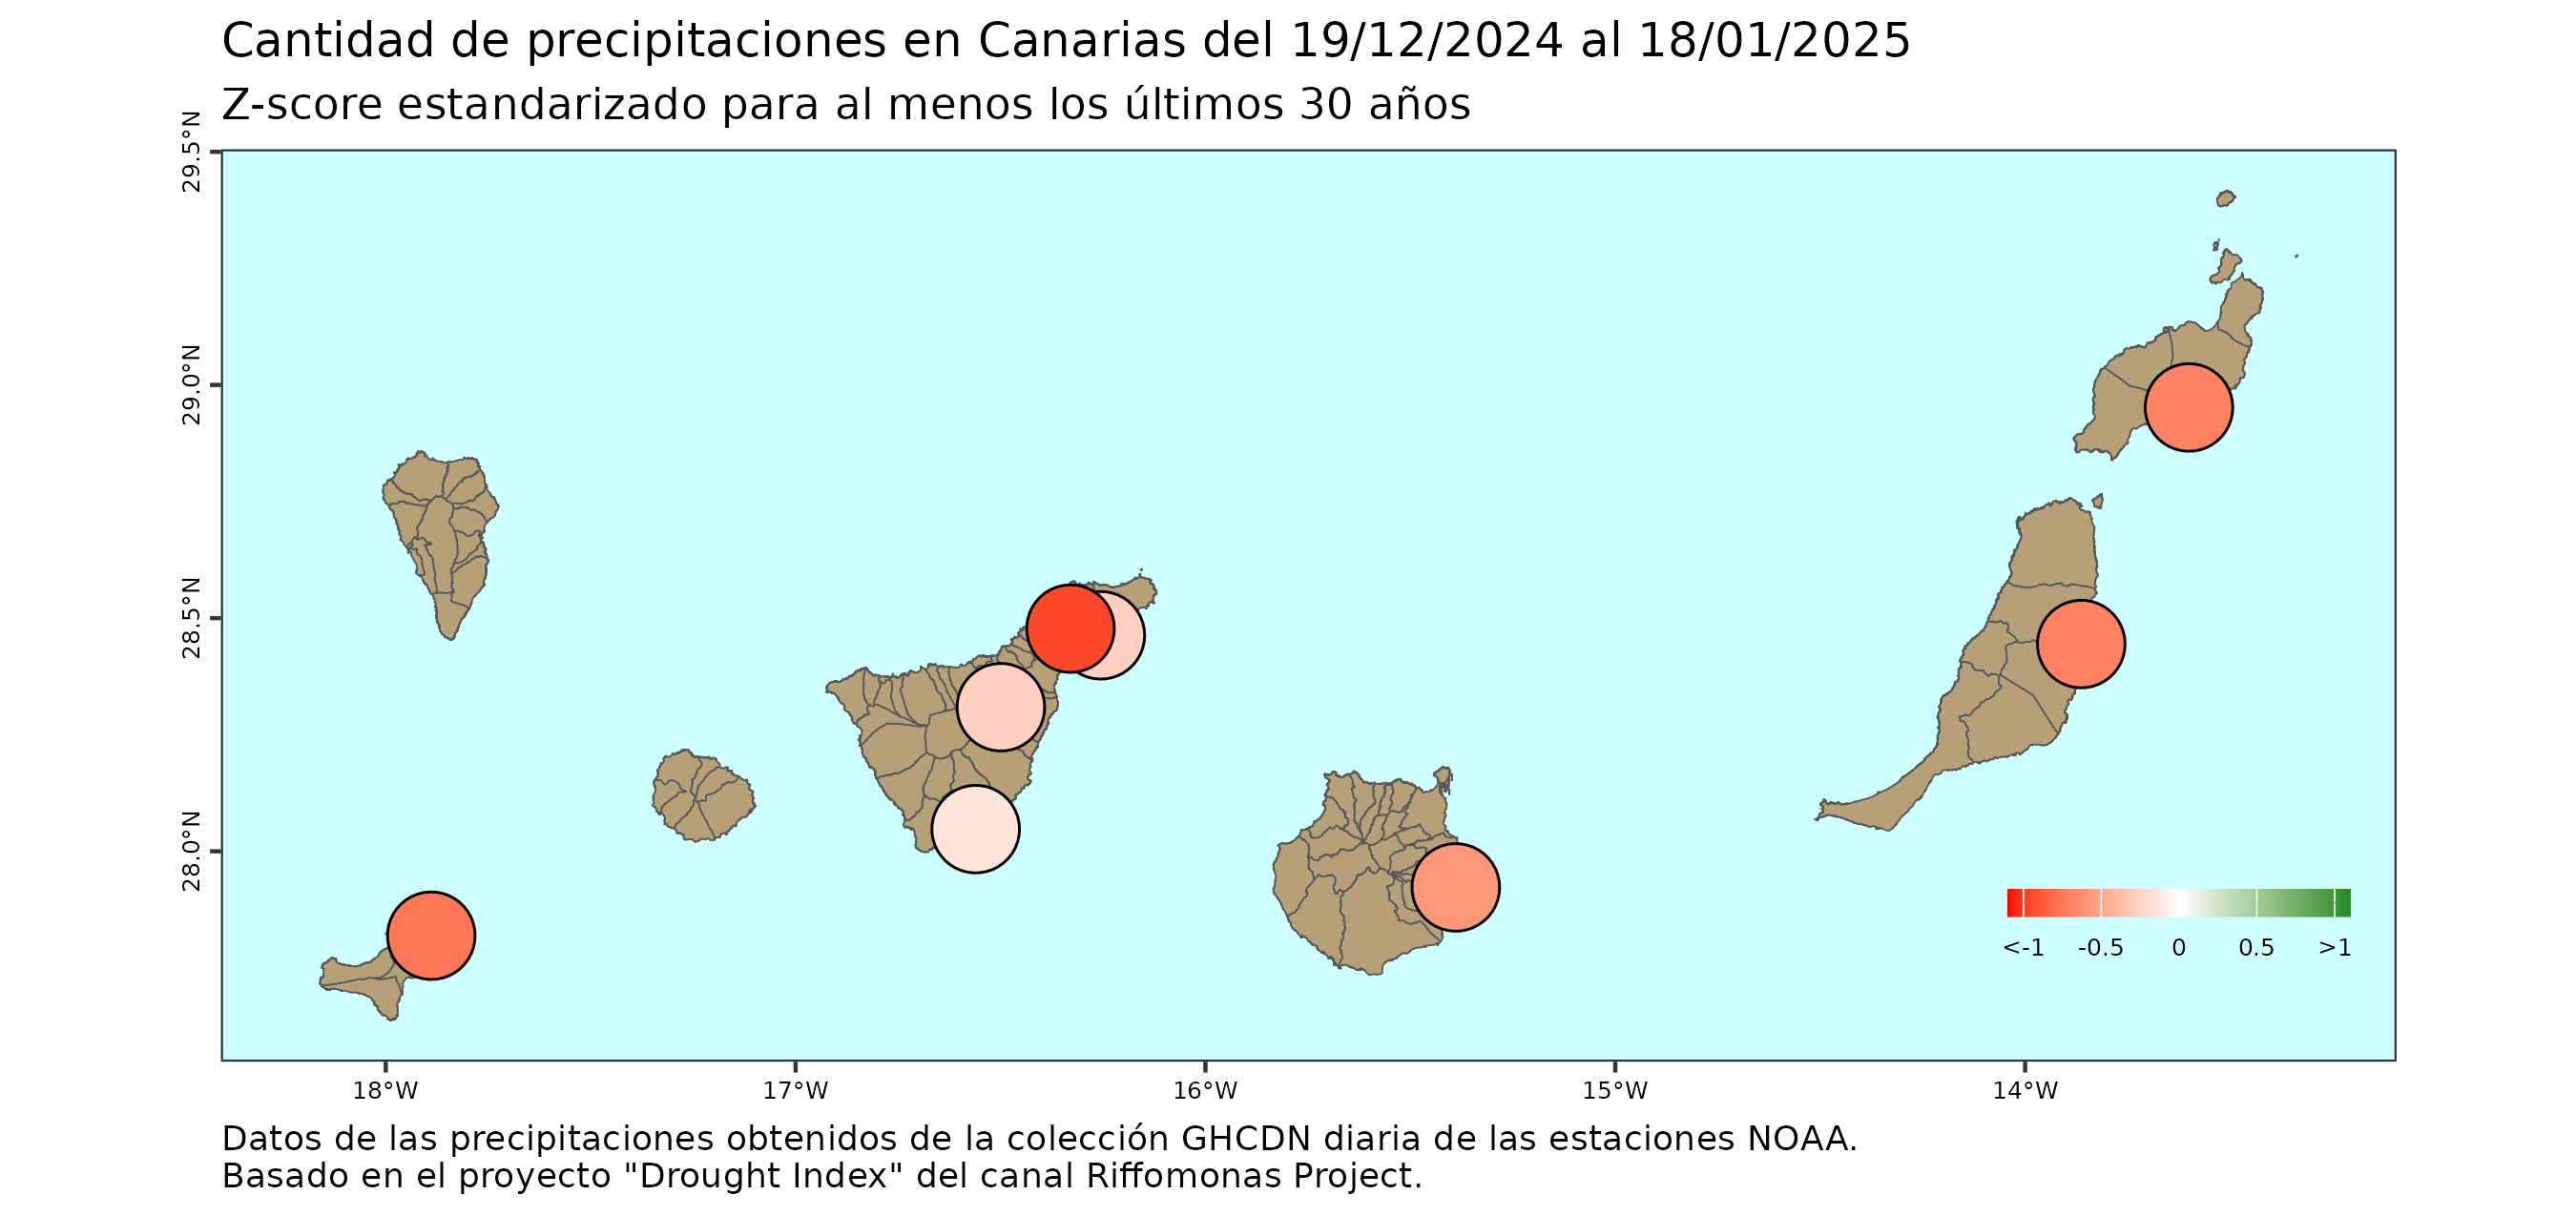 Cantidad de precipitaciones en Canarias del 19/12/2024 al 18/01/2025
Z-score estandarizado para al menos los últimos 30 años
29.5°N
29.0°N
28.5°N
28.0°N
<-1 -0.5 0 0.5 >1
18°W 17°W 16°W 15°W 14°W
Datos de las precipitaciones obtenidos de la colección GHCDN diaria de las estaciones NOAA.
Basado en el proyecto "Drought Index" del canal Riffomonas Project.